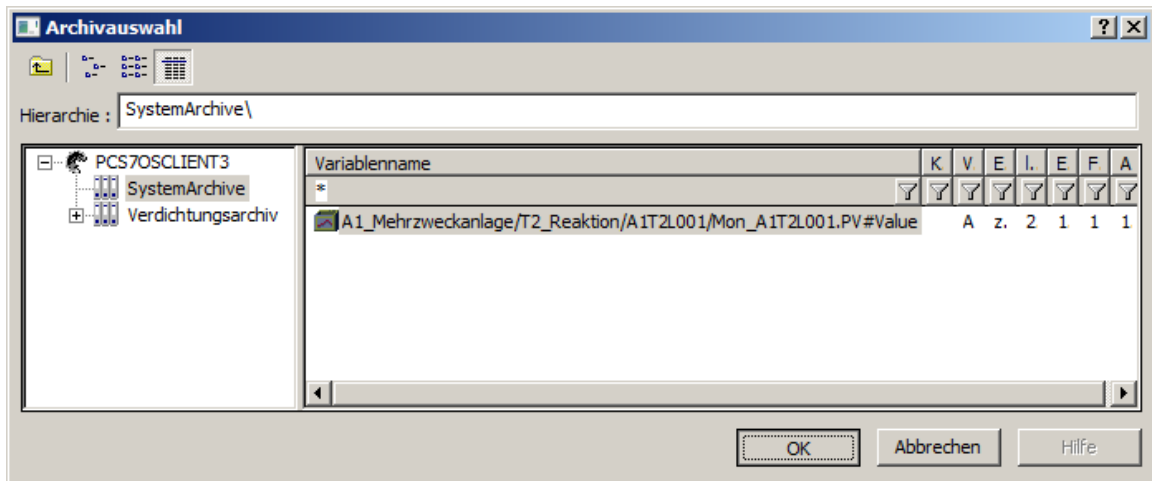 Archivauswahl
Hierarchie : SystemArchive\
PCS7OSCLIENT3
SystemArchive
Verdichtungsarchiv
Variablenname K V. E I.. E F. A
*
A1_Mehrzweckanlage/T2_Reaktion/A1T2L001/Mon_A1T2L001.PV#Value A z. 2 1 1 1
OK Abbrechen Hilfe